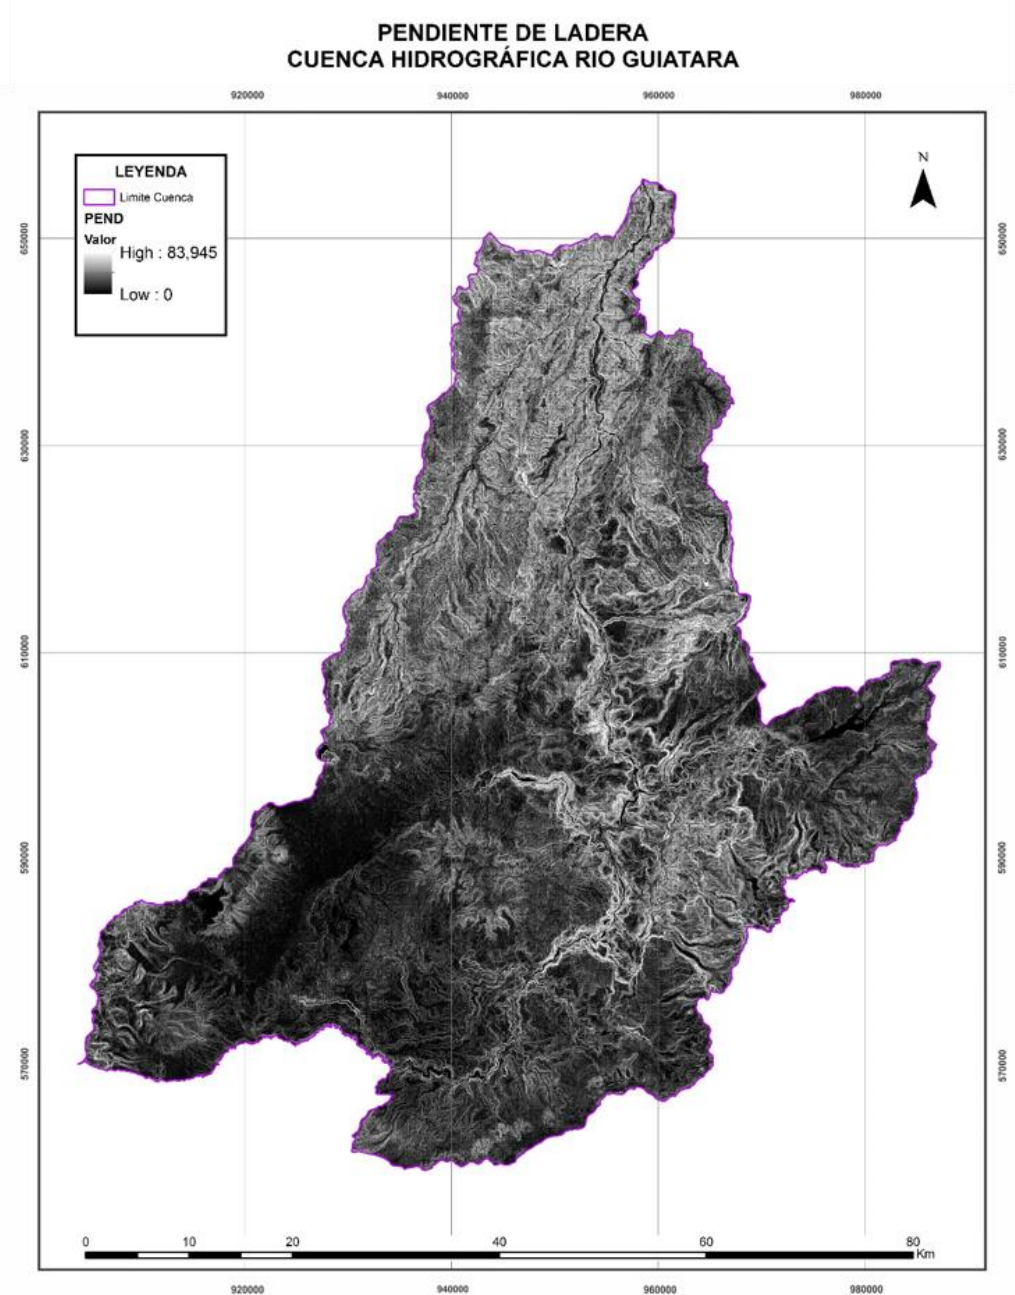 PENDIENTE DE LADERA
CUENCA HIDROGRÁFICA RIO GUIATARA
920000 940000 960000 980000
LEYENDA
Limite Cuenca
PEND
Valor
High : 83,945
Low : 0
N
650000 650000
630000 630000
610000 610000
590000 590000
570000 570000
0 10 20 40 60 80
Km
920000 940000 960000 980000